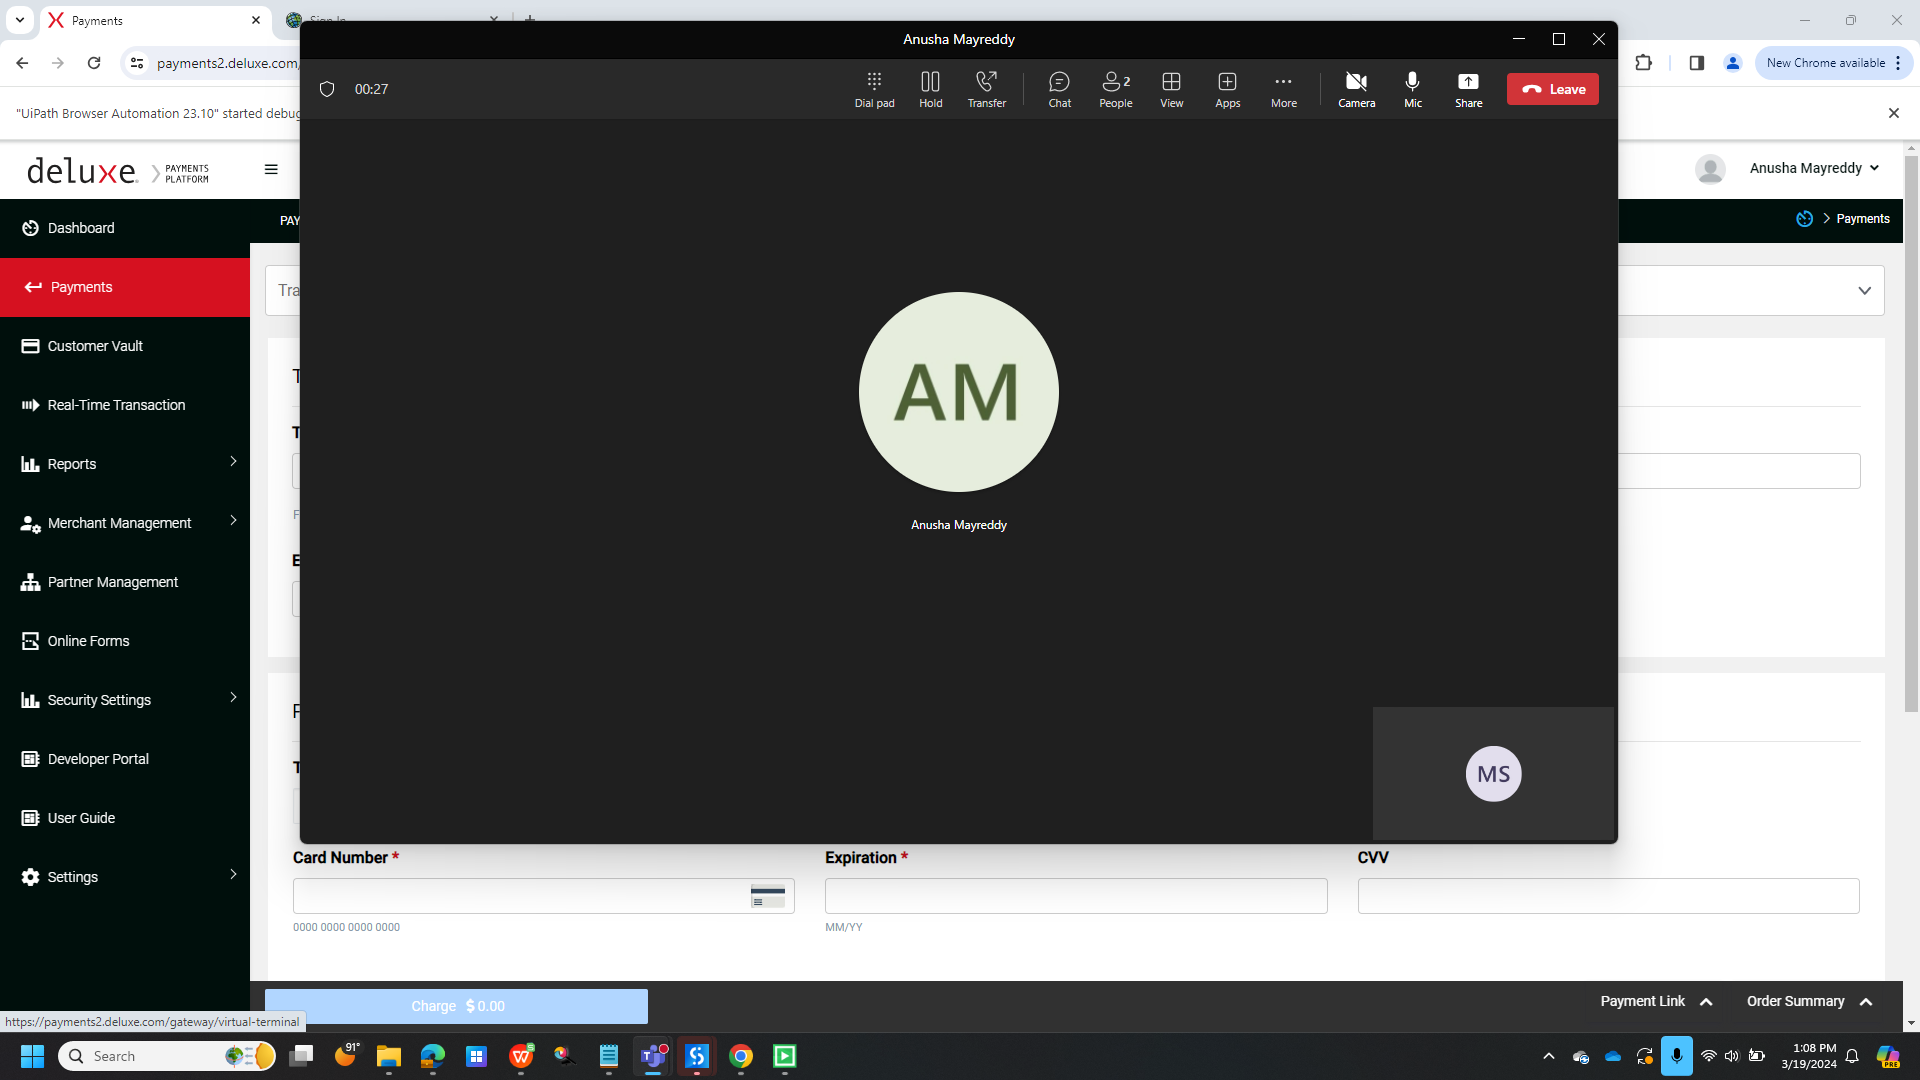 Payments
Sign In
Anusha Mayreddy
payments2.deluxe.com/
New Chrome available
00:27
Dial pad
Hold
Transfer
Chat
2
People
View
Apps
More
Camera
Mic
Share
Leave
"UiPath Browser Automation 23.10" started debug
deluxe.
PAYMENTS
PLATFORM
Anusha Mayreddy
Dashboard
PAY
Payments
Payments
Tra
Customer Vault
Real-Time Transaction
Reports
Merchant Management
Partner Management
Online Forms
Security Settings
Developer Portal
User Guide
Settings
AM
Anusha Mayreddy
MS
Card Number *
Expiration *
CVV
0000 0000 0000 0000
MM/YY
Charge $ 0.00
Payment Link
Order Summary
https://payments2.deluxe.com/gateway/virtual-terminal
Search
91°
1:08 PM
3/19/2024
PRE